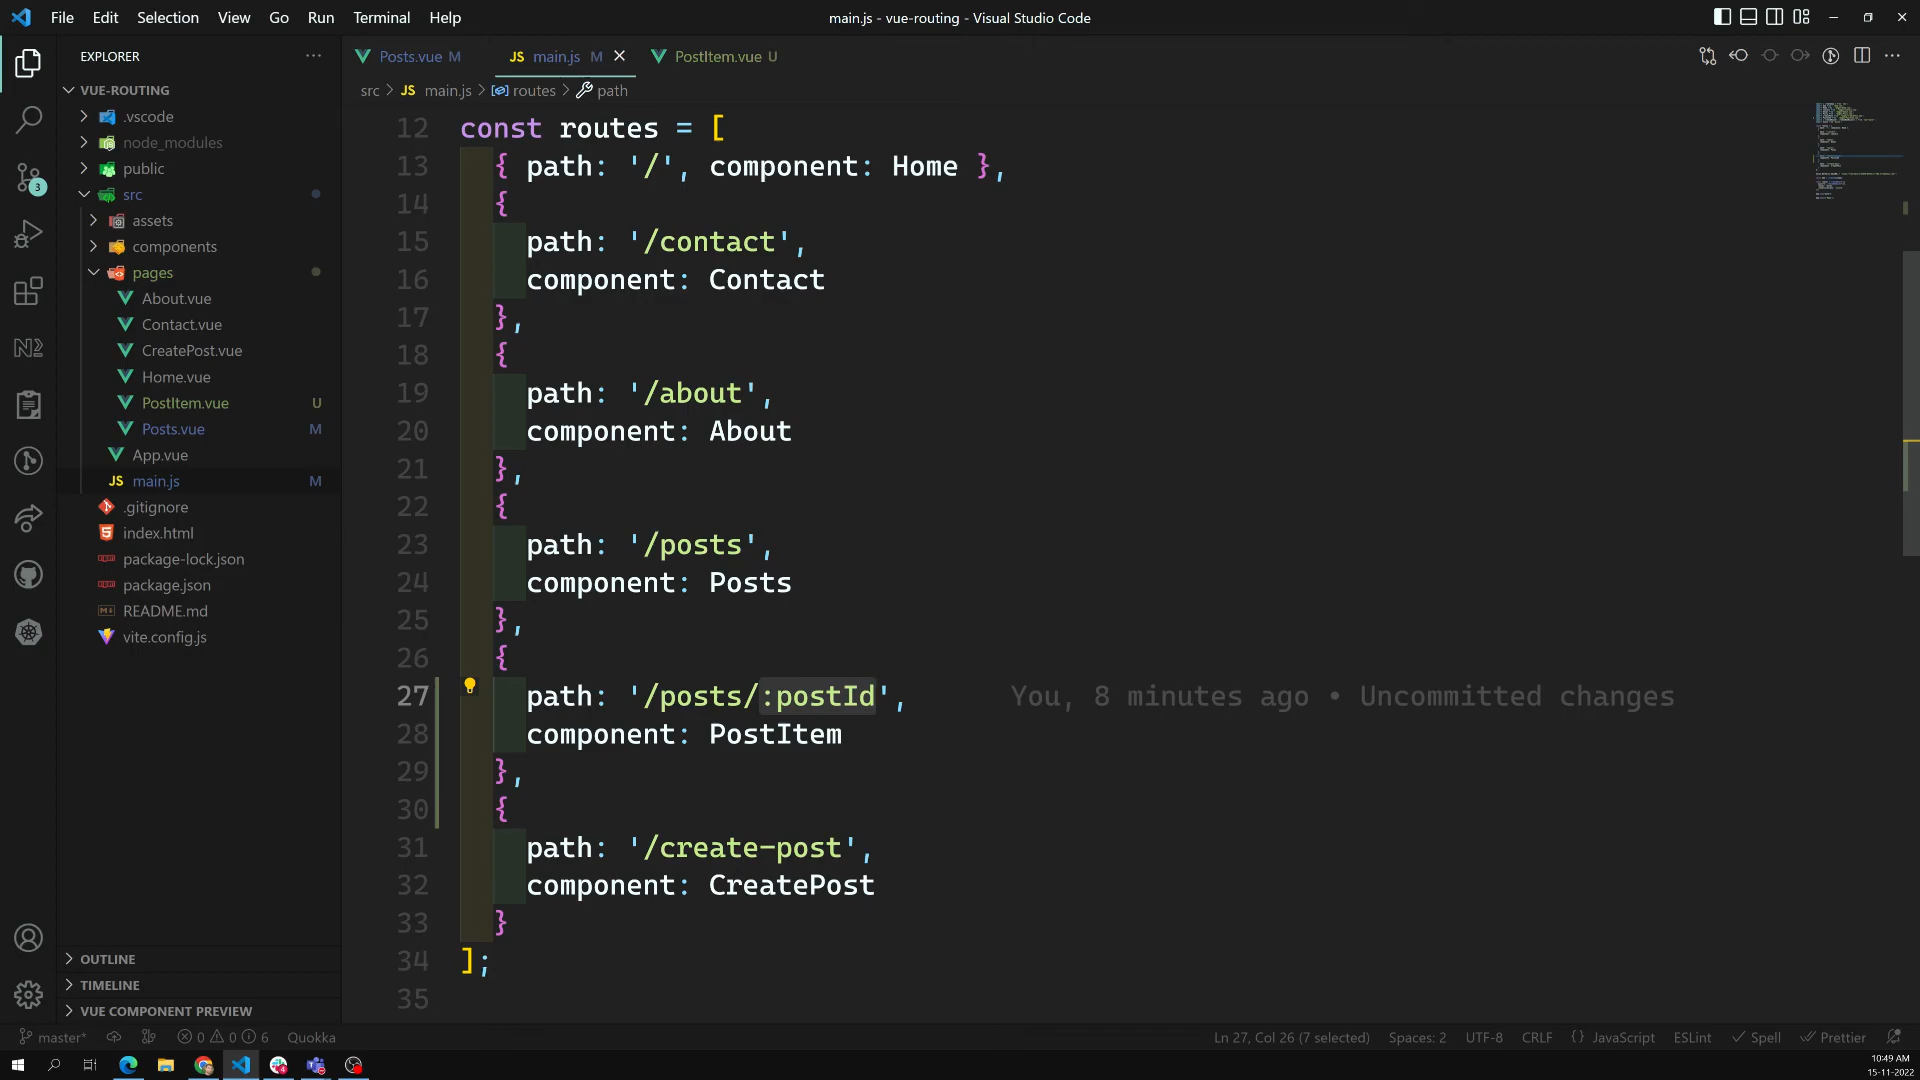 File Edit Selection View Go Run Terminal Help
main.js - vue-routing - Visual Studio Code
EXPLORER
VUE-ROUTING
.vscode
node_modules
public
src
assets
components
pages
About.vue
Contact.vue
CreatePost.vue
Home.vue
PostItem.vue U
Posts.vue M
App.vue
JS main.js M
.gitignore
index.html
package-lock.json
package.json
README.md
vite.config.js
OUTLINE
TIMELINE
VUE COMPONENT PREVIEW
3
Posts.vue M JS main.js M PostItem.vue U
src > JS main.js > routes > path
12 const routes = [
13 { path: '/', component: Home },
14 {
15 path: '/contact',
16 component: Contact
17 },
18 {
19 path: '/about',
20 component: About
21 },
22 {
23 path: '/posts',
24 component: Posts
25 },
26 {
27 path: '/posts/:postId', You, 8 minutes ago • Uncommitted changes
28 component: PostItem
29 },
30 {
31 path: '/create-post',
32 component: CreatePost
33 }
34 ];
35
master* 0 0 6 Quokka Ln 27, Col 26 (7 selected) Spaces: 2 UTF-8 CRLF {} JavaScript ESLint Spell Prettier
10:49 AM
15-11-2022